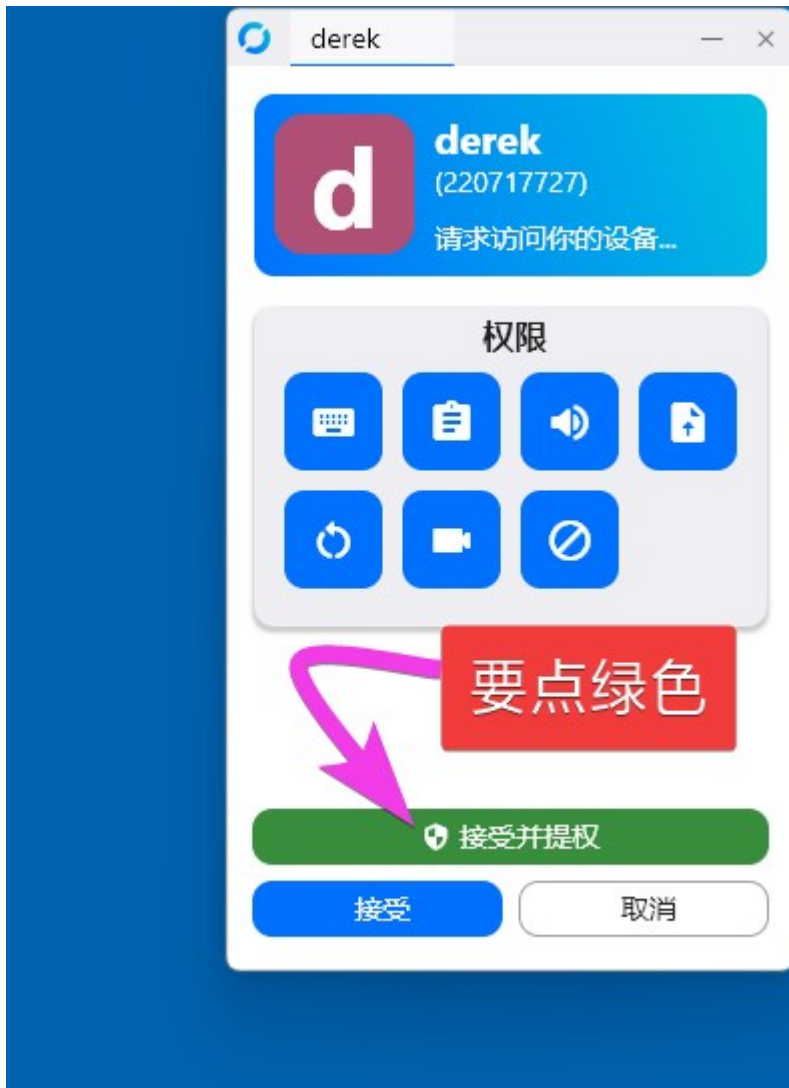 derek
d
derek
(220717727)
请求访问你的设备...
权限
要点绿色
接受并提权
接受
取消